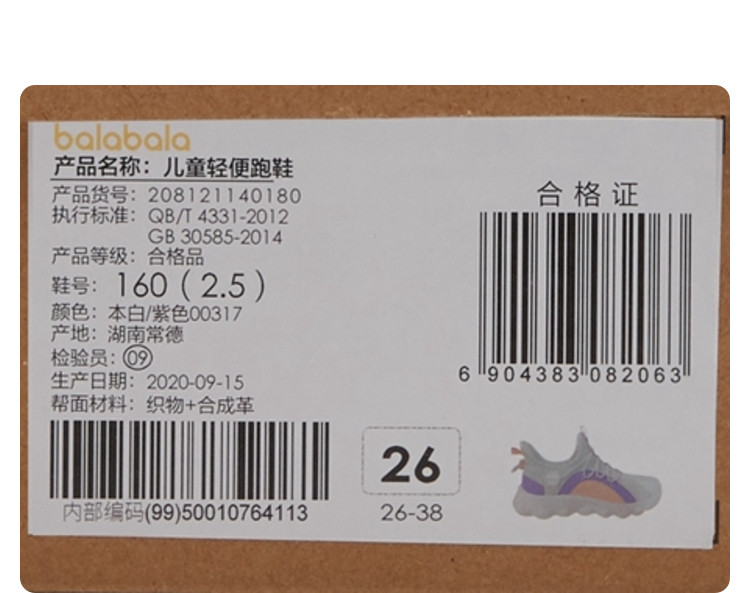 balabala
产品名称：儿童轻便跑鞋
产品货号：208121140180
执行标准：QB/T 4331-2012
GB 30585-2014
产品等级：合格品
鞋号：160（2.5）
颜色：本白/紫色00317
产地：湖南常德
检验员：09
生产日期：2020-09-15
帮面材料：织物+合成革
内部编码(99)50010764113
合格证
6 904383 082063
26
26-38